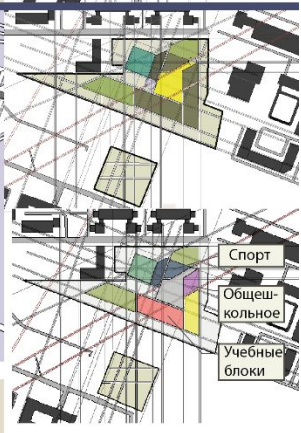 Спорт
Общеш-
кольное
Учебные
блоки